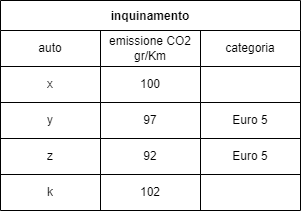 inquinamento
auto emissione CO2 gr/Km categoria
x 100
y 97 Euro 5
z 92 Euro 5
k 102